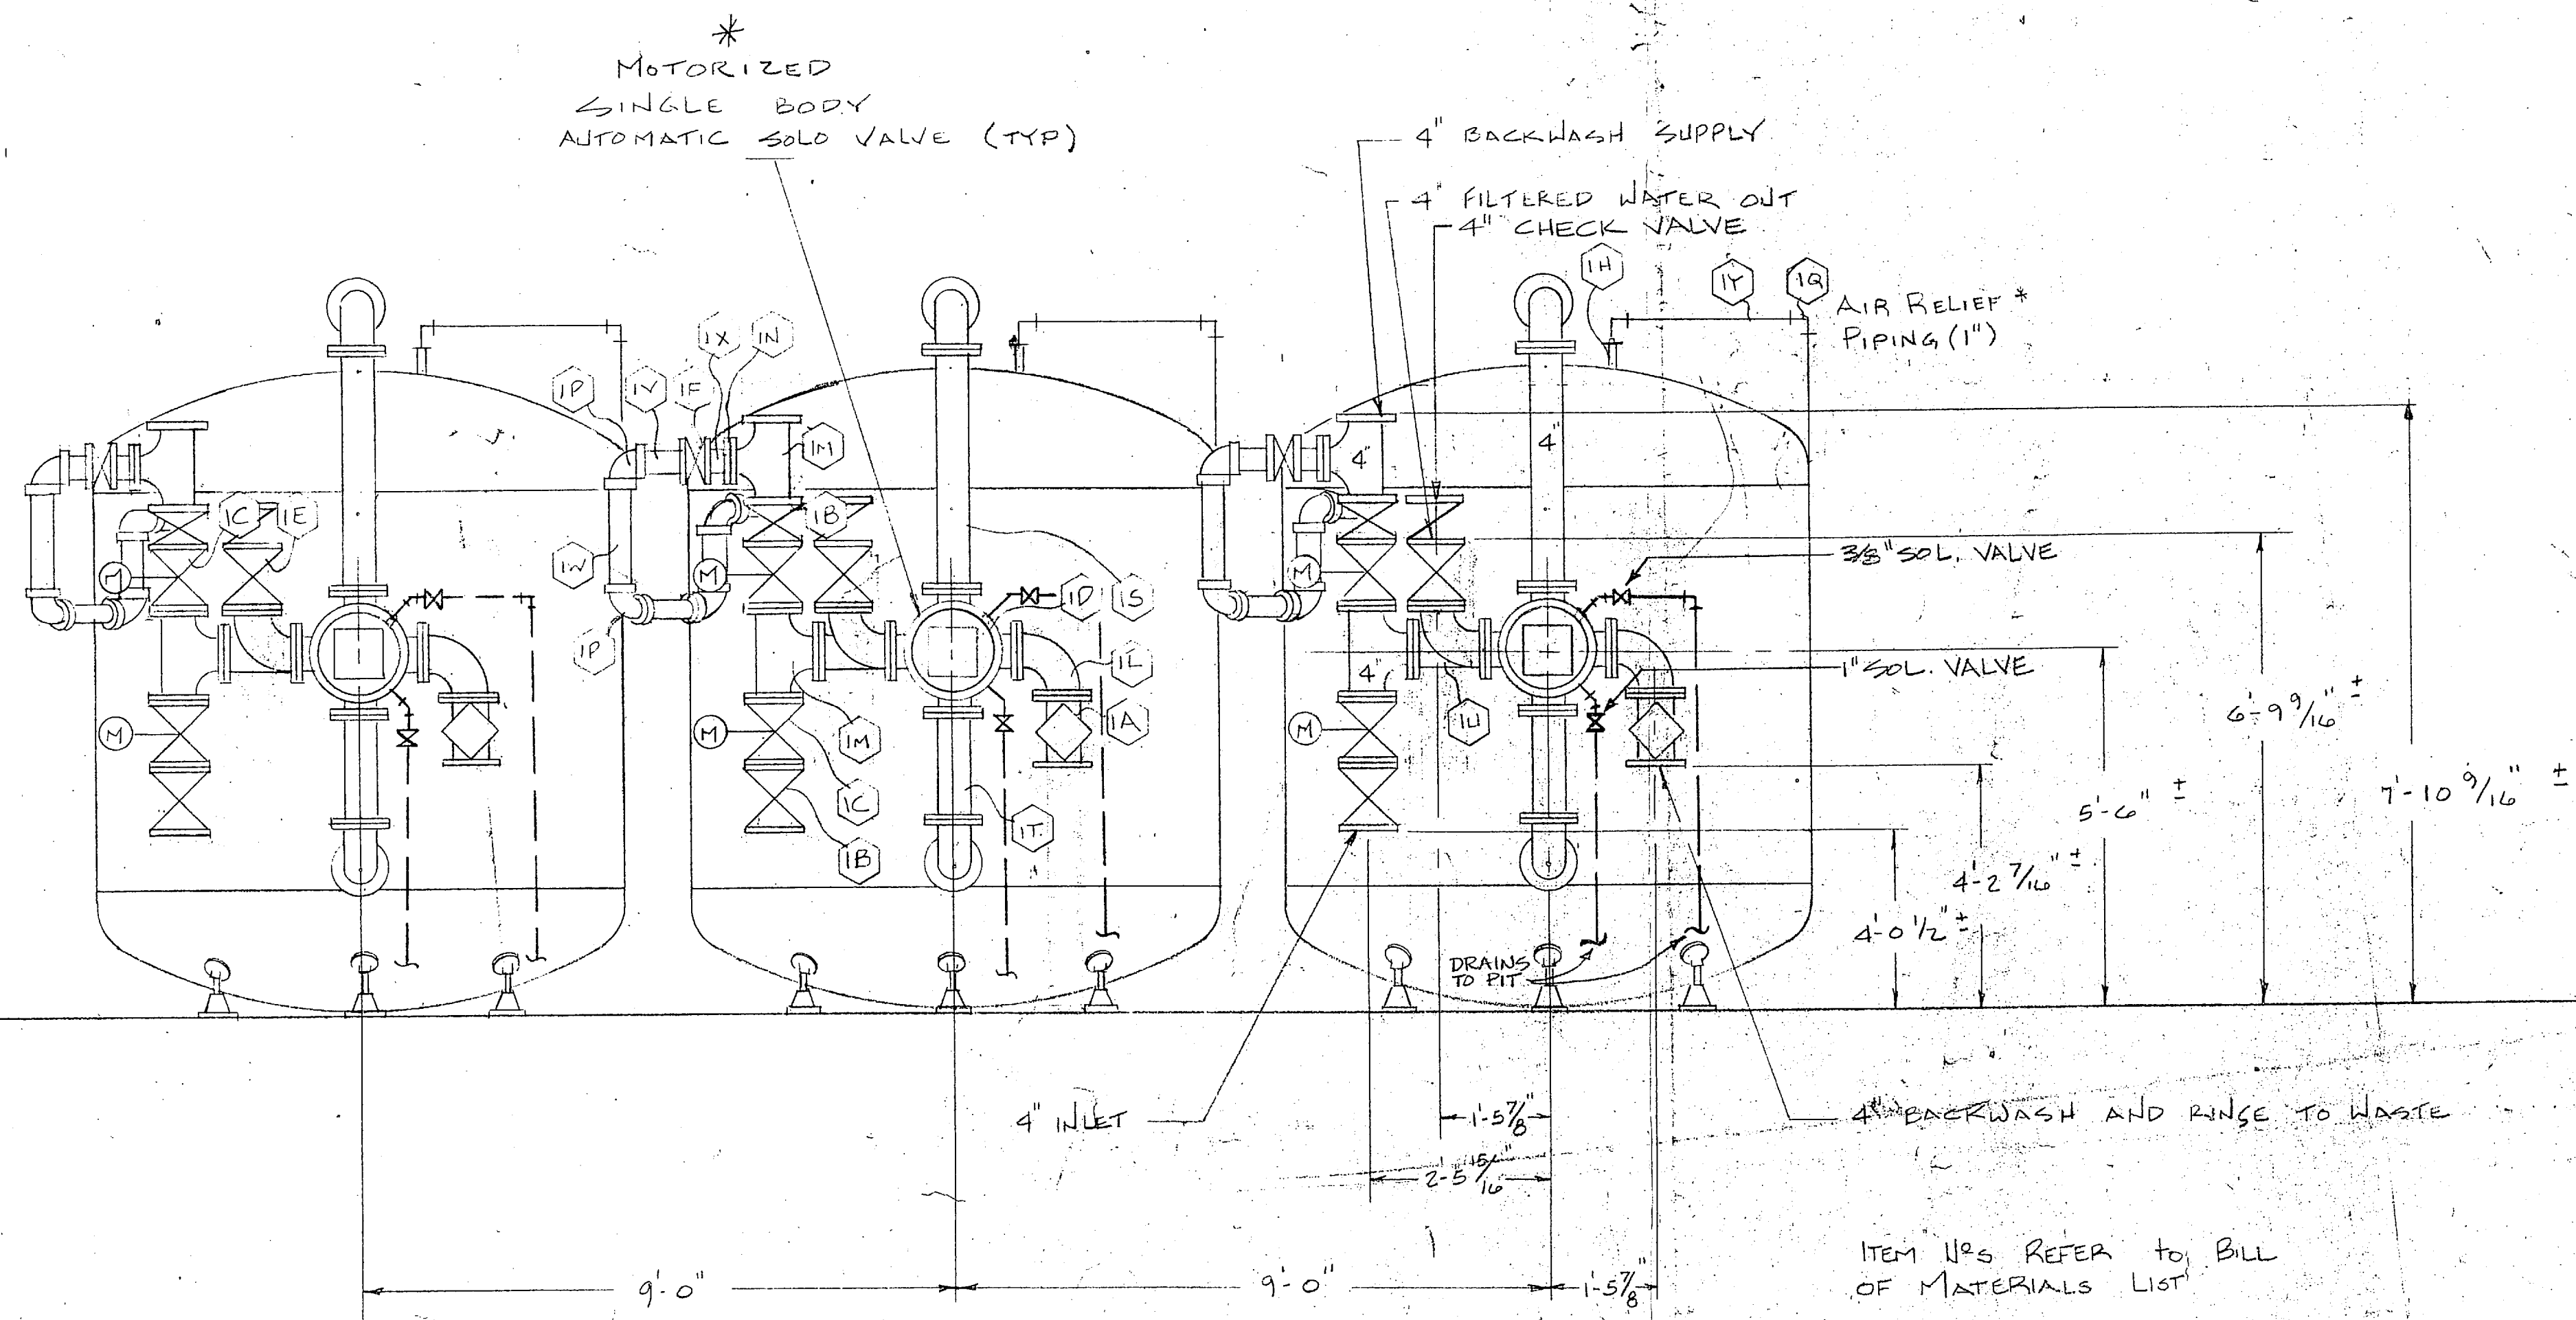 *
MOTORIZED
SINGLE BODY
AUTOMATIC SOLO VALVE (TYP)
4" BACKWASH SUPPLY
4" FILTERED WATER OUT
4" CHECK VALVE
1H
1Y
1Q
AIR RELIEF *
PIPING (1")
1X
1N
1P
1V
1F
1M
4"
4"
1C
1E
1B
3/8" SOL. VALVE
1W
M
M
M
1D
1S
1P
1L
1" SOL. VALVE
4"
1U
1A
M
M
M
1M
1C
1T
1B
6'-9 9/16" ±
7'-10 9/16" ±
5'-6" ±
4'-2 7/16" ±
4'-0 1/2" ±
DRAINS
TO PIT
4" INLET
1'-5 7/8"
4" BACKWASH AND RINSE TO WASTE
2'-5 15/16"
ITEM NOS REFER to BILL
OF MATERIALS LIST
9'-0"
9'-0"
1'-5 7/8"